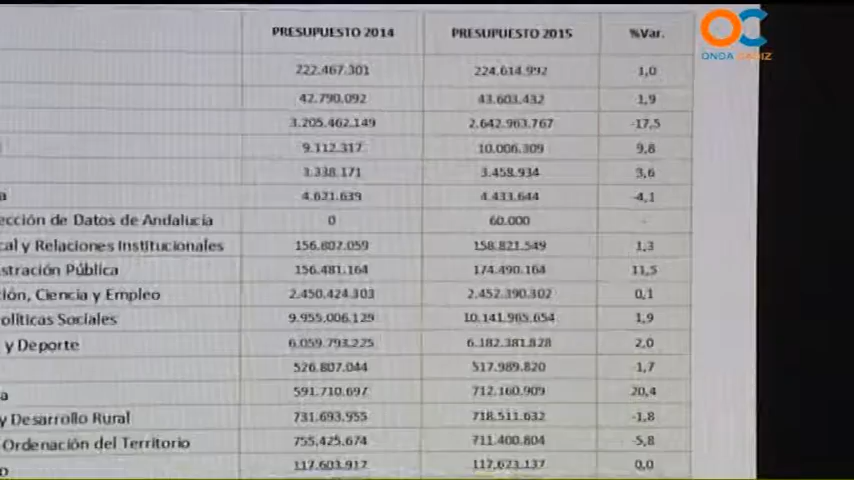 PRESUPUESTO 2014 PRESUPUESTO 2015 %Var.
OC
ONDA CADIZ
222.467.301 224.614.992 1,0
42.790.092 43.603.432 1,9
3.205.462.149 2.642.963.767 -17,5
9.112.317 10.006.309 9,8
3.338.171 3.458.934 3,6
a 4.621.639 4.433.644 -4,1
ección de Datos de Andalucía 0 60.000 -
cal y Relaciones Institucionales 156.807.059 158.821.549 1,3
stración Pública 156.481.164 174.490.164 11,5
ción, Ciencia y Empleo 2.450.424.303 2.452.390.302 0,1
olíticas Sociales 9.955.006.129 10.141.965.654 1,9
y Deporte 6.059.793.225 6.182.381.828 2,0
526.807.044 517.989.820 -1,7
a 591.710.697 712.160.909 20,4
y Desarrollo Rural 731.693.955 718.511.632 -1,8
Ordenación del Territorio 755.425.674 711.400.804 -5,8
o 117.603.917 117.623.137 0,0